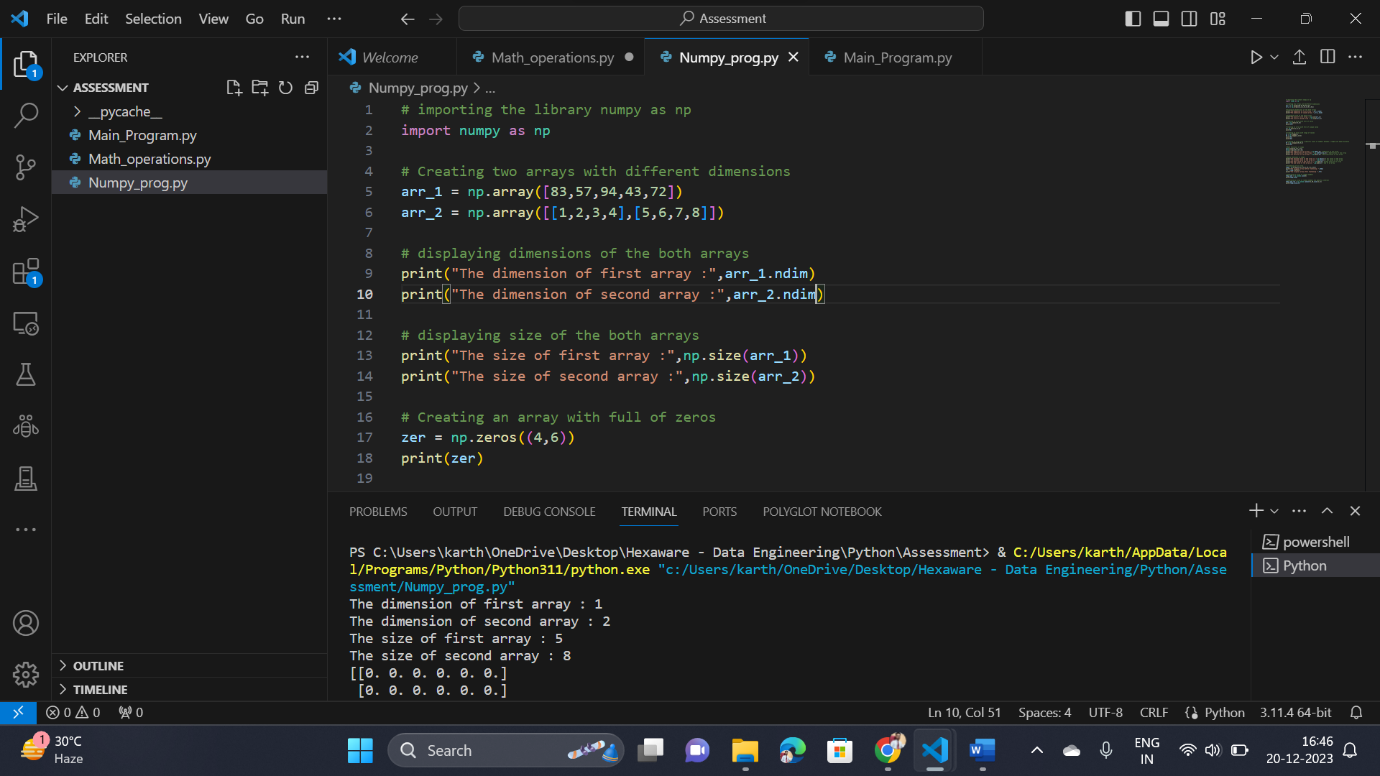 File Edit Selection View Go Run ...
Assessment
EXPLORER
ASSESSMENT
__pycache__
Main_Program.py
Math_operations.py
Numpy_prog.py
OUTLINE
TIMELINE
1
1
Welcome Math_operations.py Numpy_prog.py Main_Program.py
Numpy_prog.py > ...
1 # importing the library numpy as np
2 import numpy as np
3
4 # Creating two arrays with different dimensions
5 arr_1 = np.array([83,57,94,43,72])
6 arr_2 = np.array([[1,2,3,4],[5,6,7,8]])
7
8 # displaying dimensions of the both arrays
9 print("The dimension of first array :",arr_1.ndim)
10 print("The dimension of second array :",arr_2.ndim)
11
12 # displaying size of the both arrays
13 print("The size of first array :",np.size(arr_1))
14 print("The size of second array :",np.size(arr_2))
15
16 # Creating an array with full of zeros
17 zer = np.zeros((4,6))
18 print(zer)
19
PROBLEMS OUTPUT DEBUG CONSOLE TERMINAL PORTS POLYGLOT NOTEBOOK
PS C:\Users\karth\OneDrive\Desktop\Hexaware - Data Engineering\Python\Assessment> & C:/Users/karth/AppData/Loca
l/Programs/Python/Python311/python.exe "c:/Users/karth/OneDrive/Desktop/Hexaware - Data Engineering/Python/Asse
ssment/Numpy_prog.py"
The dimension of first array : 1
The dimension of second array : 2
The size of first array : 5
The size of second array : 8
[[0. 0. 0. 0. 0. 0.]
[0. 0. 0. 0. 0. 0.]
powershell
Python
0 0 0
Ln 10, Col 51 Spaces: 4 UTF-8 CRLF Python 3.11.4 64-bit
1
30°C
Haze
Search
ENG
IN
16:46
20-12-2023